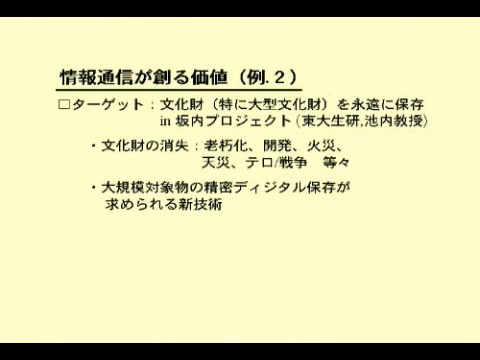 情報通信が創る価値（例.２）
□ターゲット：文化財（特に大型文化財）を永遠に保存
in 坂内プロジェクト(東大生研,池内教授)
・文化財の消失：老朽化、開発、火災、
天災、テロ/戦争　等々
・大規模対象物の精密ディジタル保存が
求められる新技術